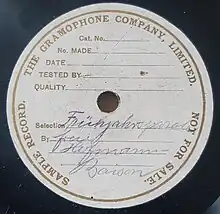 THE GRAMOPHONE COMPANY, LIMITED.
SAMPLE RECORD.
NOT FOR SALE.
Cat. No.
No. MADE
DATE
TESTED BY
QUALITY
Selection Frühjahrsparade
By